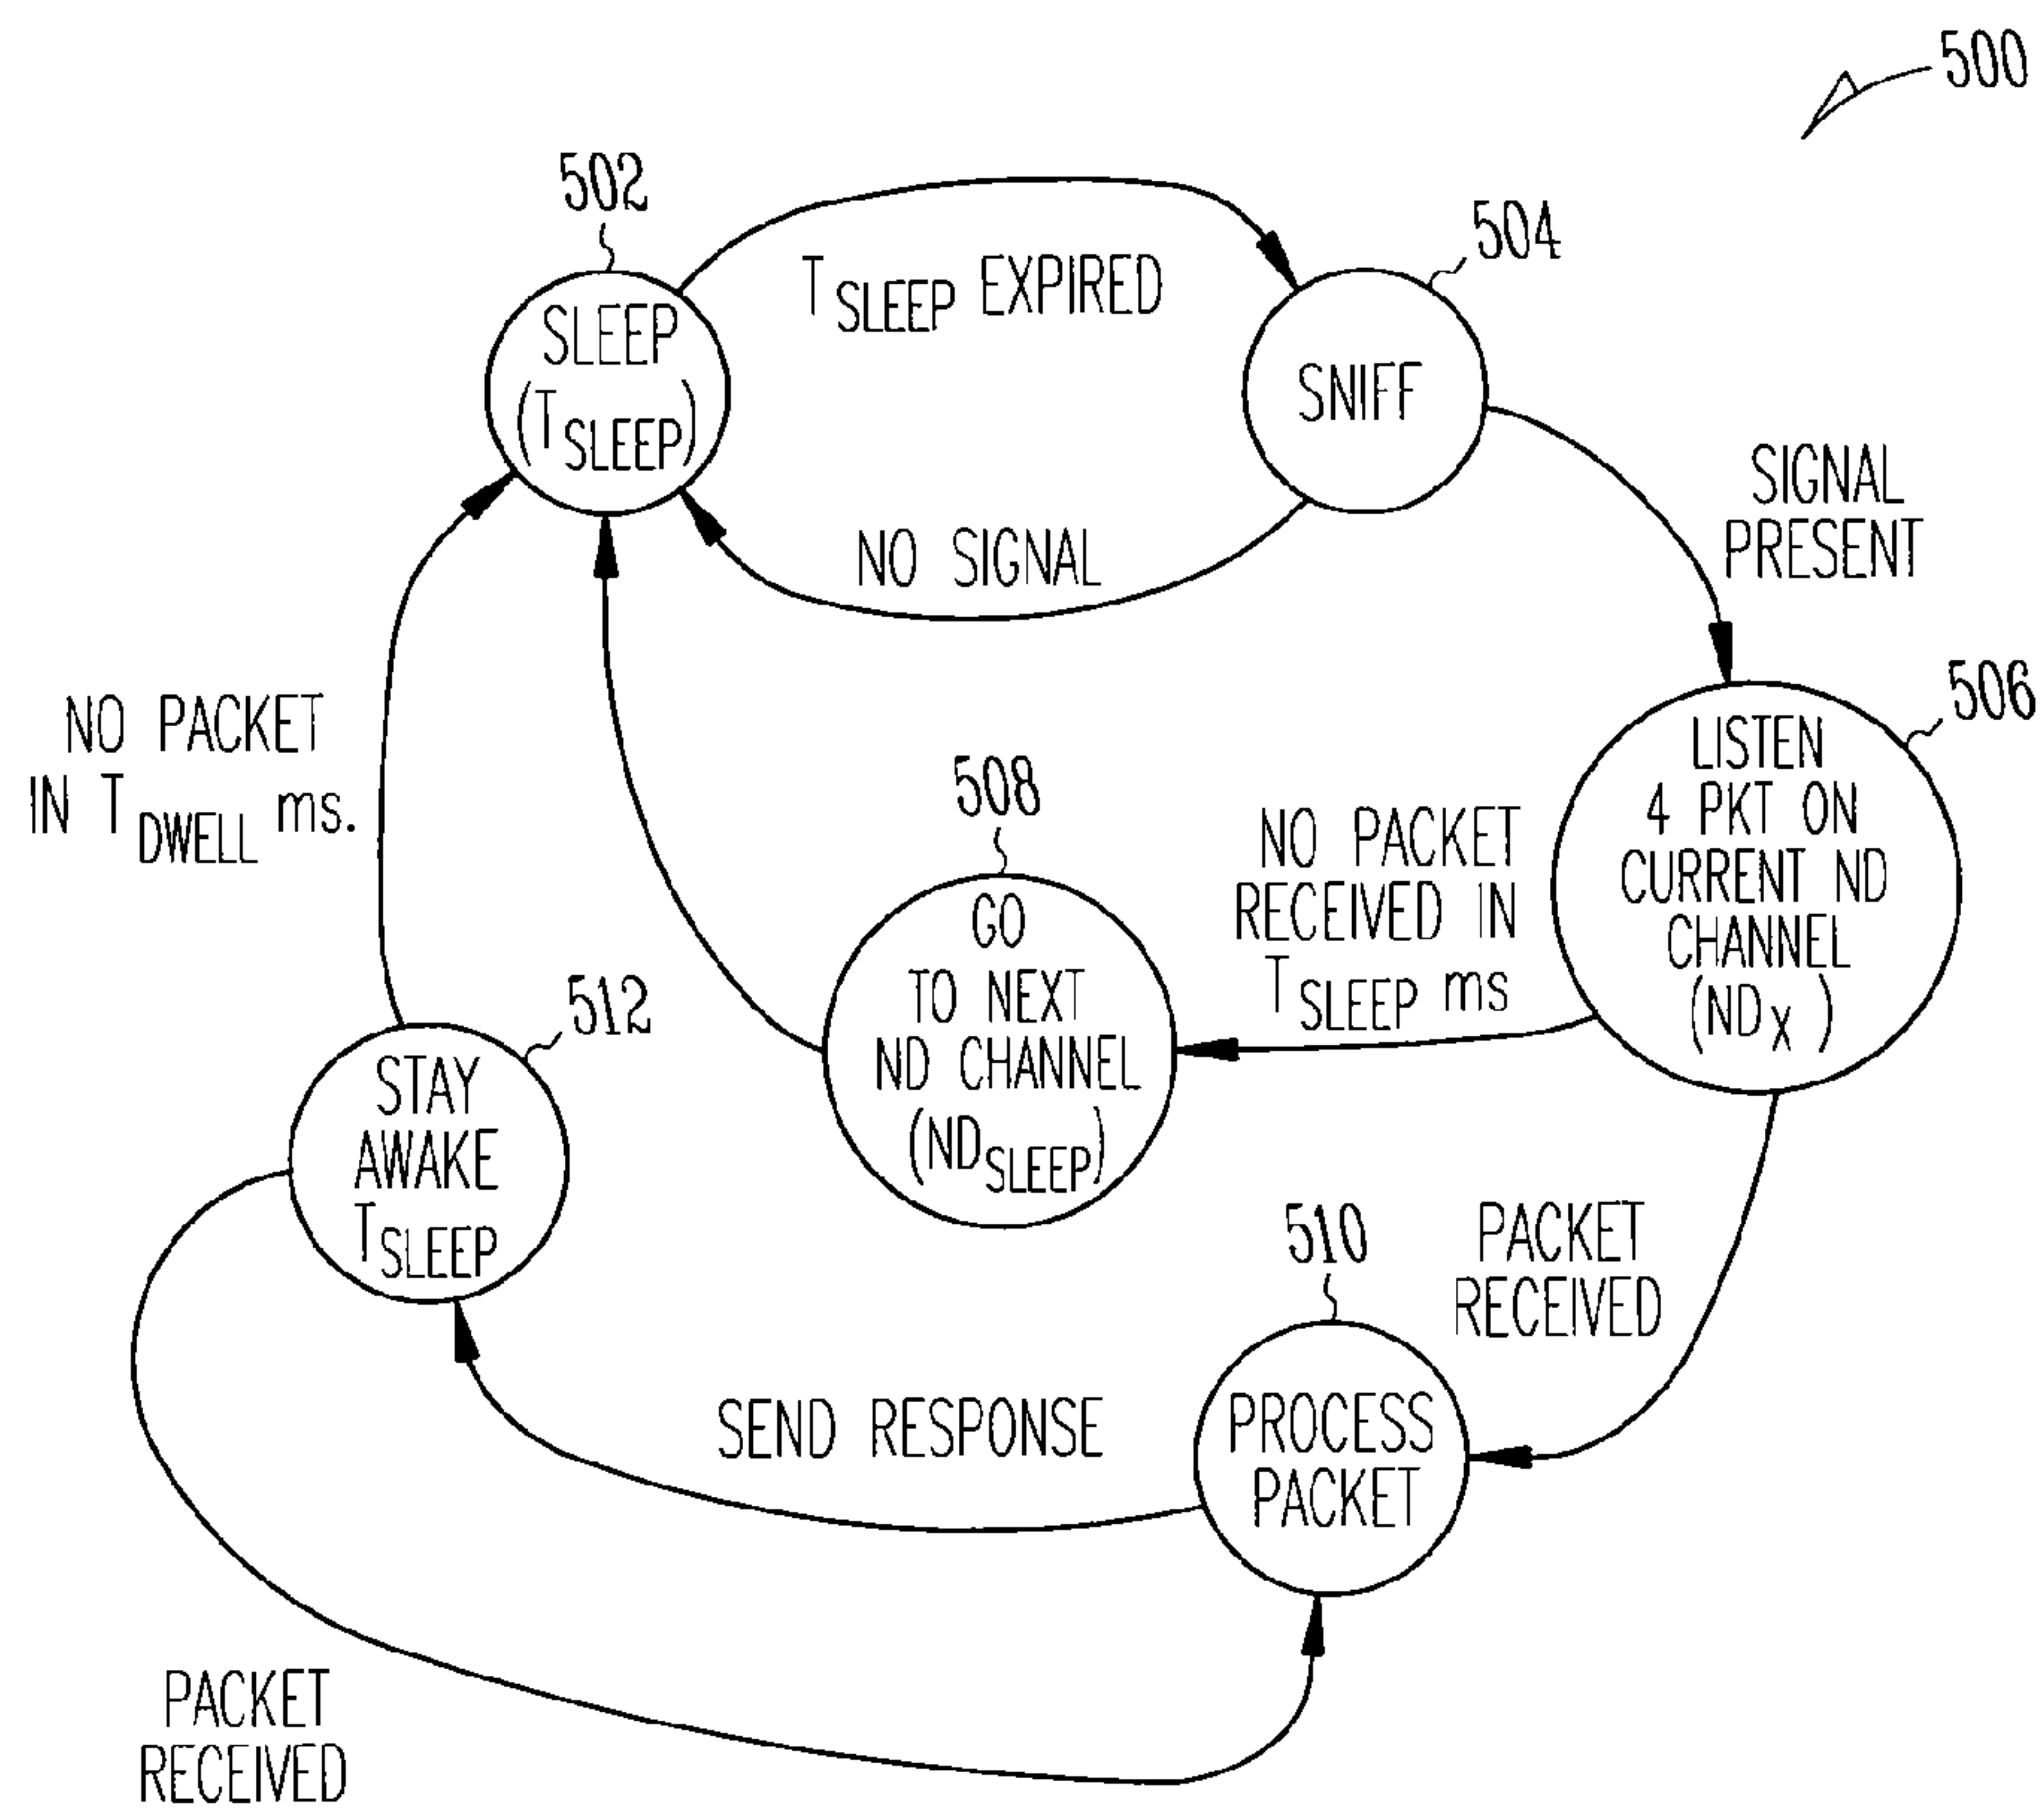 500
502
504
SLEEP
(TSLEEP)
TSLEEP EXPIRED
SNIFF
NO SIGNAL
SIGNAL
PRESENT
506
LISTEN
4 PKT ON
CURRENT ND
CHANNEL
(NDX)
NO PACKET
IN TDWELL ms.
508
GO
TO NEXT
ND CHANNEL
(NDSLEEP)
NO PACKET
RECEIVED IN
TSLEEP ms
512
STAY
AWAKE
TSLEEP
510
PROCESS
PACKET
PACKET
RECEIVED
SEND RESPONSE
PACKET
RECEIVED